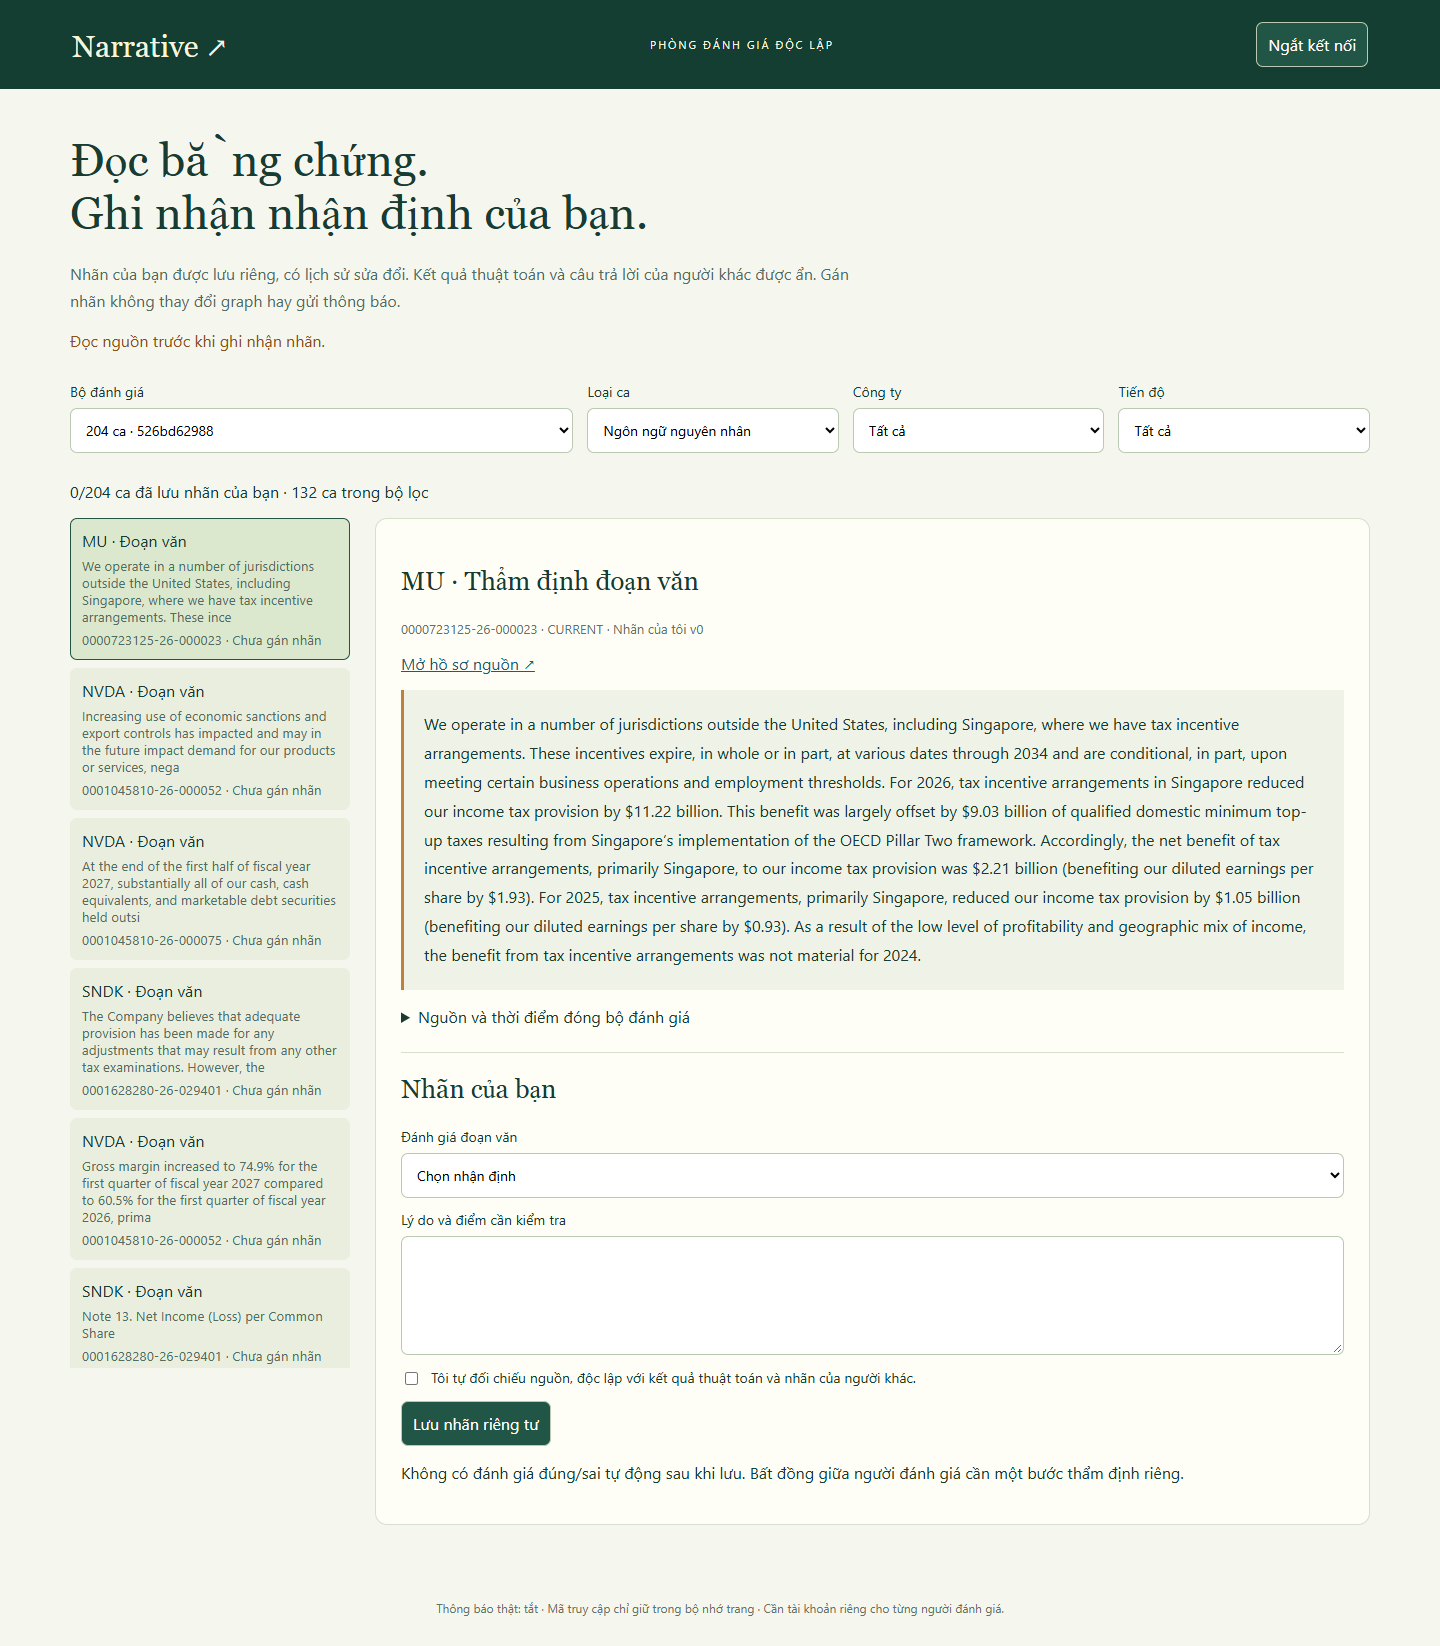 Narrative ↗
PHÒNG ĐÁNH GIÁ ĐỘC LẬP
Ngắt kết nối
Đọc bằng chứng.
Ghi nhận nhận định của bạn.
Nhãn của bạn được lưu riêng, có lịch sử sửa đổi. Kết quả thuật toán và câu trả lời của người khác được ẩn. Gán
nhãn không thay đổi graph hay gửi thông báo.
Đọc nguồn trước khi ghi nhận nhãn.
Bộ đánh giá
204 ca · 526bd62988
Loại ca
Ngôn ngữ nguyên nhân
Công ty
Tất cả
Tiến độ
Tất cả
0/204 ca đã lưu nhãn của bạn · 132 ca trong bộ lọc
MU · Đoạn văn
We operate in a number of jurisdictions
outside the United States, including
Singapore, where we have tax incentive
arrangements. These ince
0000723125-26-000023 · Chưa gán nhãn
NVDA · Đoạn văn
Increasing use of economic sanctions and
export controls has impacted and may in
the future impact demand for our products
or services, nega
0001045810-26-000052 · Chưa gán nhãn
NVDA · Đoạn văn
At the end of the first half of fiscal year
2027, substantially all of our cash, cash
equivalents, and marketable debt securities
held outsi
0001045810-26-000075 · Chưa gán nhãn
SNDK · Đoạn văn
The Company believes that adequate
provision has been made for any
adjustments that may result from any other
tax examinations. However, the
0001628280-26-029401 · Chưa gán nhãn
NVDA · Đoạn văn
Gross margin increased to 74.9% for the
first quarter of fiscal year 2027 compared
to 60.5% for the first quarter of fiscal year
2026, prima
0001045810-26-000052 · Chưa gán nhãn
SNDK · Đoạn văn
Note 13. Net Income (Loss) per Common
Share
0001628280-26-029401 · Chưa gán nhãn
MU · Thẩm định đoạn văn
0000723125-26-000023 · CURRENT · Nhãn của tôi v0
Mở hồ sơ nguồn ↗
We operate in a number of jurisdictions outside the United States, including Singapore, where we have tax incentive
arrangements. These incentives expire, in whole or in part, at various dates through 2034 and are conditional, in part, upon
meeting certain business operations and employment thresholds. For 2026, tax incentive arrangements in Singapore reduced
our income tax provision by $11.22 billion. This benefit was largely offset by $9.03 billion of qualified domestic minimum top-
up taxes resulting from Singapore's implementation of the OECD Pillar Two framework. Accordingly, the net benefit of tax
incentive arrangements, primarily Singapore, to our income tax provision was $2.21 billion (benefiting our diluted earnings per
share by $1.93). For 2025, tax incentive arrangements, primarily Singapore, reduced our income tax provision by $1.05 billion
(benefiting our diluted earnings per share by $0.93). As a result of the low level of profitability and geographic mix of income,
the benefit from tax incentive arrangements was not material for 2024.
▶ Nguồn và thời điểm đóng bộ đánh giá
Nhãn của bạn
Đánh giá đoạn văn
Chọn nhận định
Lý do và điểm cần kiểm tra
Tôi tự đối chiếu nguồn, độc lập với kết quả thuật toán và nhãn của người khác.
Lưu nhãn riêng tư
Không có đánh giá đúng/sai tự động sau khi lưu. Bất đồng giữa người đánh giá cần một bước thẩm định riêng.
Thông báo thật: tắt · Mã truy cập chỉ giữ trong bộ nhớ trang · Cần tài khoản riêng cho từng người đánh giá.